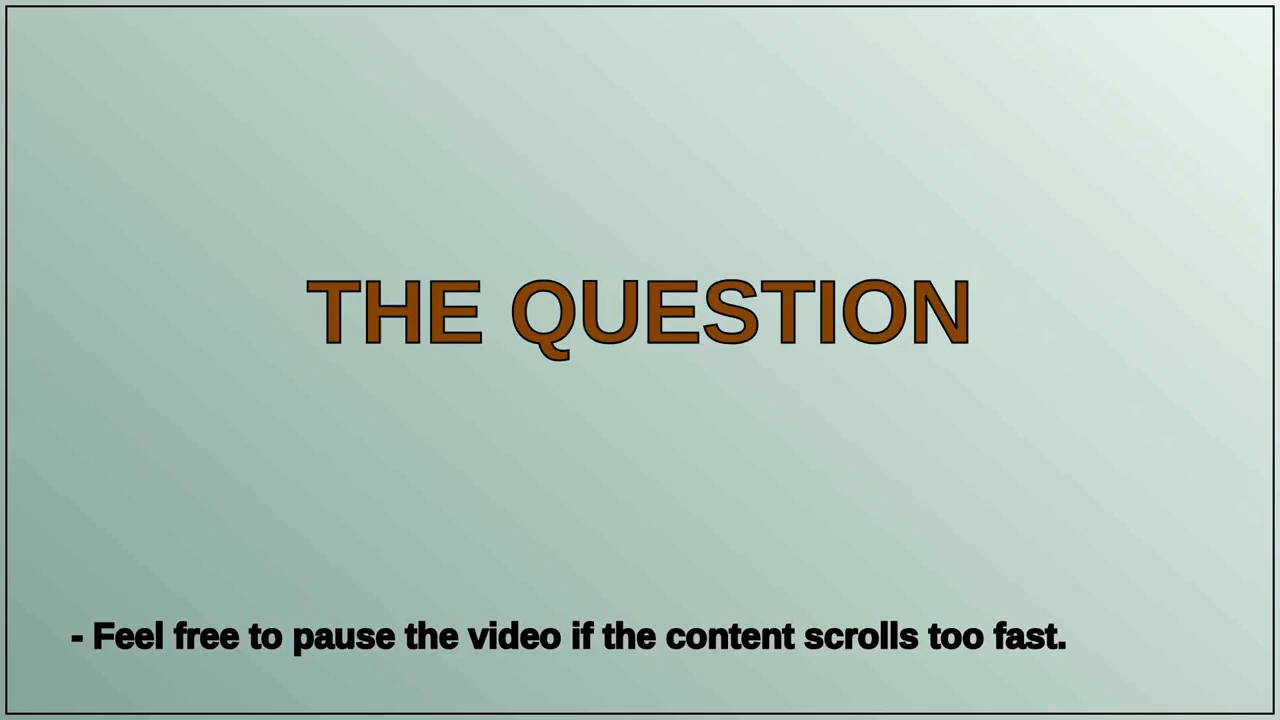 THE QUESTION
- Feel free to pause the video if the content scrolls too fast.